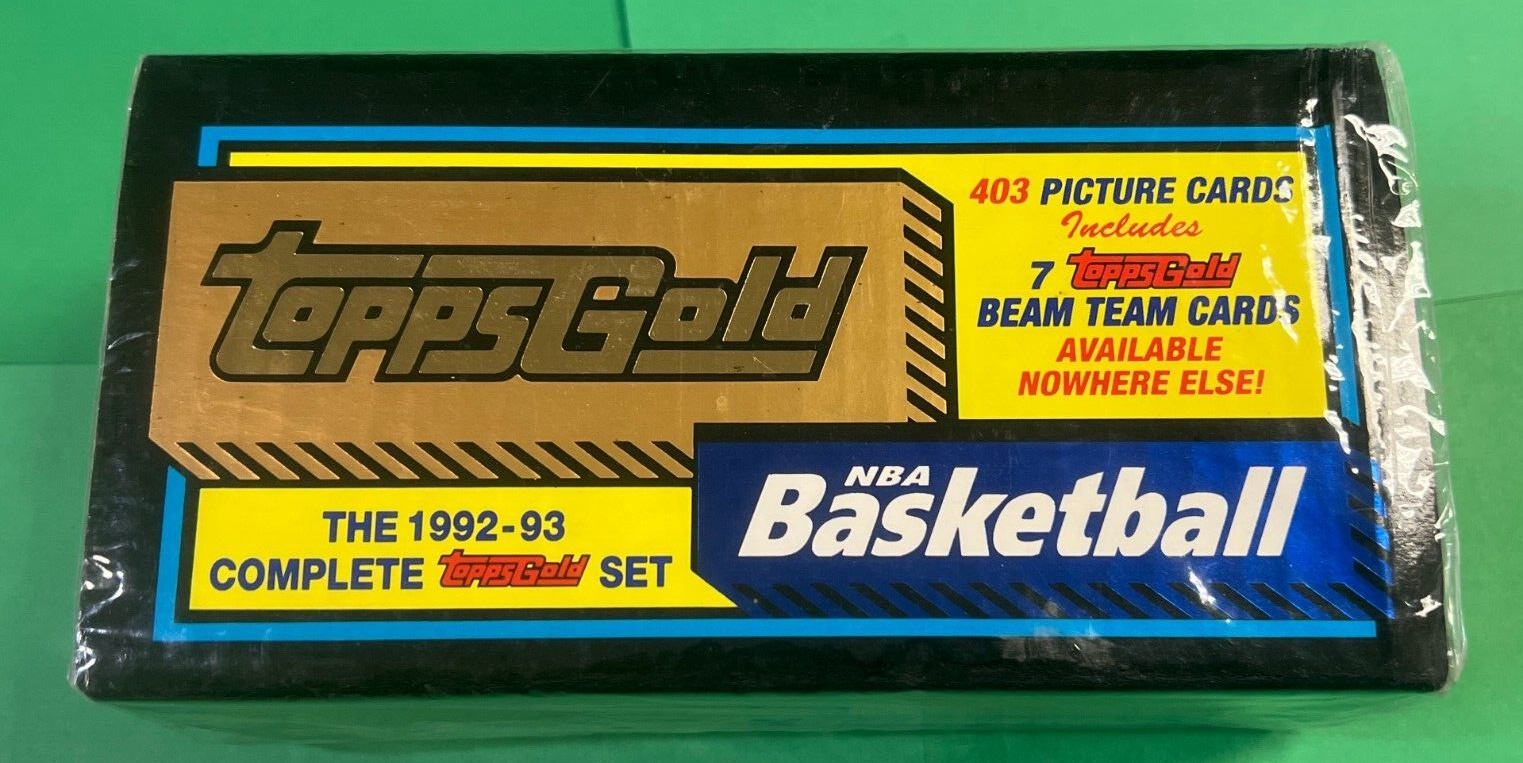 ToppsGold
403 PICTURE CARDS
Includes
7 ToppsGold
BEAM TEAM CARDS
AVAILABLE
NOWHERE ELSE!
THE 1992-93
COMPLETE ToppsGold SET
NBA
Basketball